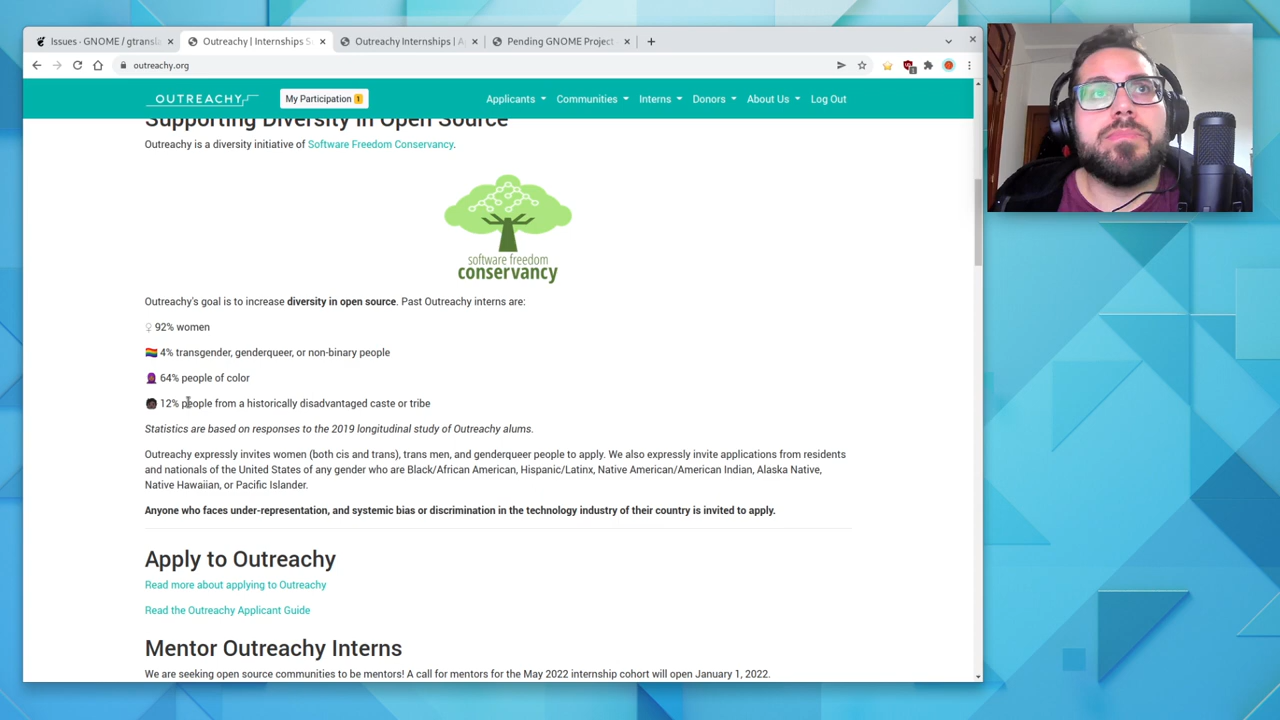 Issues · GNOME / gtransla
Outreachy | Internships S
Outreachy Internships | A
Pending GNOME Project
outreachy.org
1
OUTREACHY
My Participation 1
Applicants
Communities
Interns
Donors
About Us
Log Out
Supporting Diversity in Open Source
Outreachy is a diversity initiative of Software Freedom Conservancy.
software freedom
conservancy
Outreachy's goal is to increase diversity in open source. Past Outreachy interns are:
♀ 92% women
🏳️‍🌈 4% transgender, genderqueer, or non-binary people
🧕🏾 64% people of color
🧑🏿 12% people from a historically disadvantaged caste or tribe
Statistics are based on responses to the 2019 longitudinal study of Outreachy alums.
Outreachy expressly invites women (both cis and trans), trans men, and genderqueer people to apply. We also expressly invite applications from residents
and nationals of the United States of any gender who are Black/African American, Hispanic/Latinx, Native American/American Indian, Alaska Native,
Native Hawaiian, or Pacific Islander.
Anyone who faces under-representation, and systemic bias or discrimination in the technology industry of their country is invited to apply.
Apply to Outreachy
Read more about applying to Outreachy
Read the Outreachy Applicant Guide
Mentor Outreachy Interns
We are seeking open source communities to be mentors! A call for mentors for the May 2022 internship cohort will open January 1, 2022.